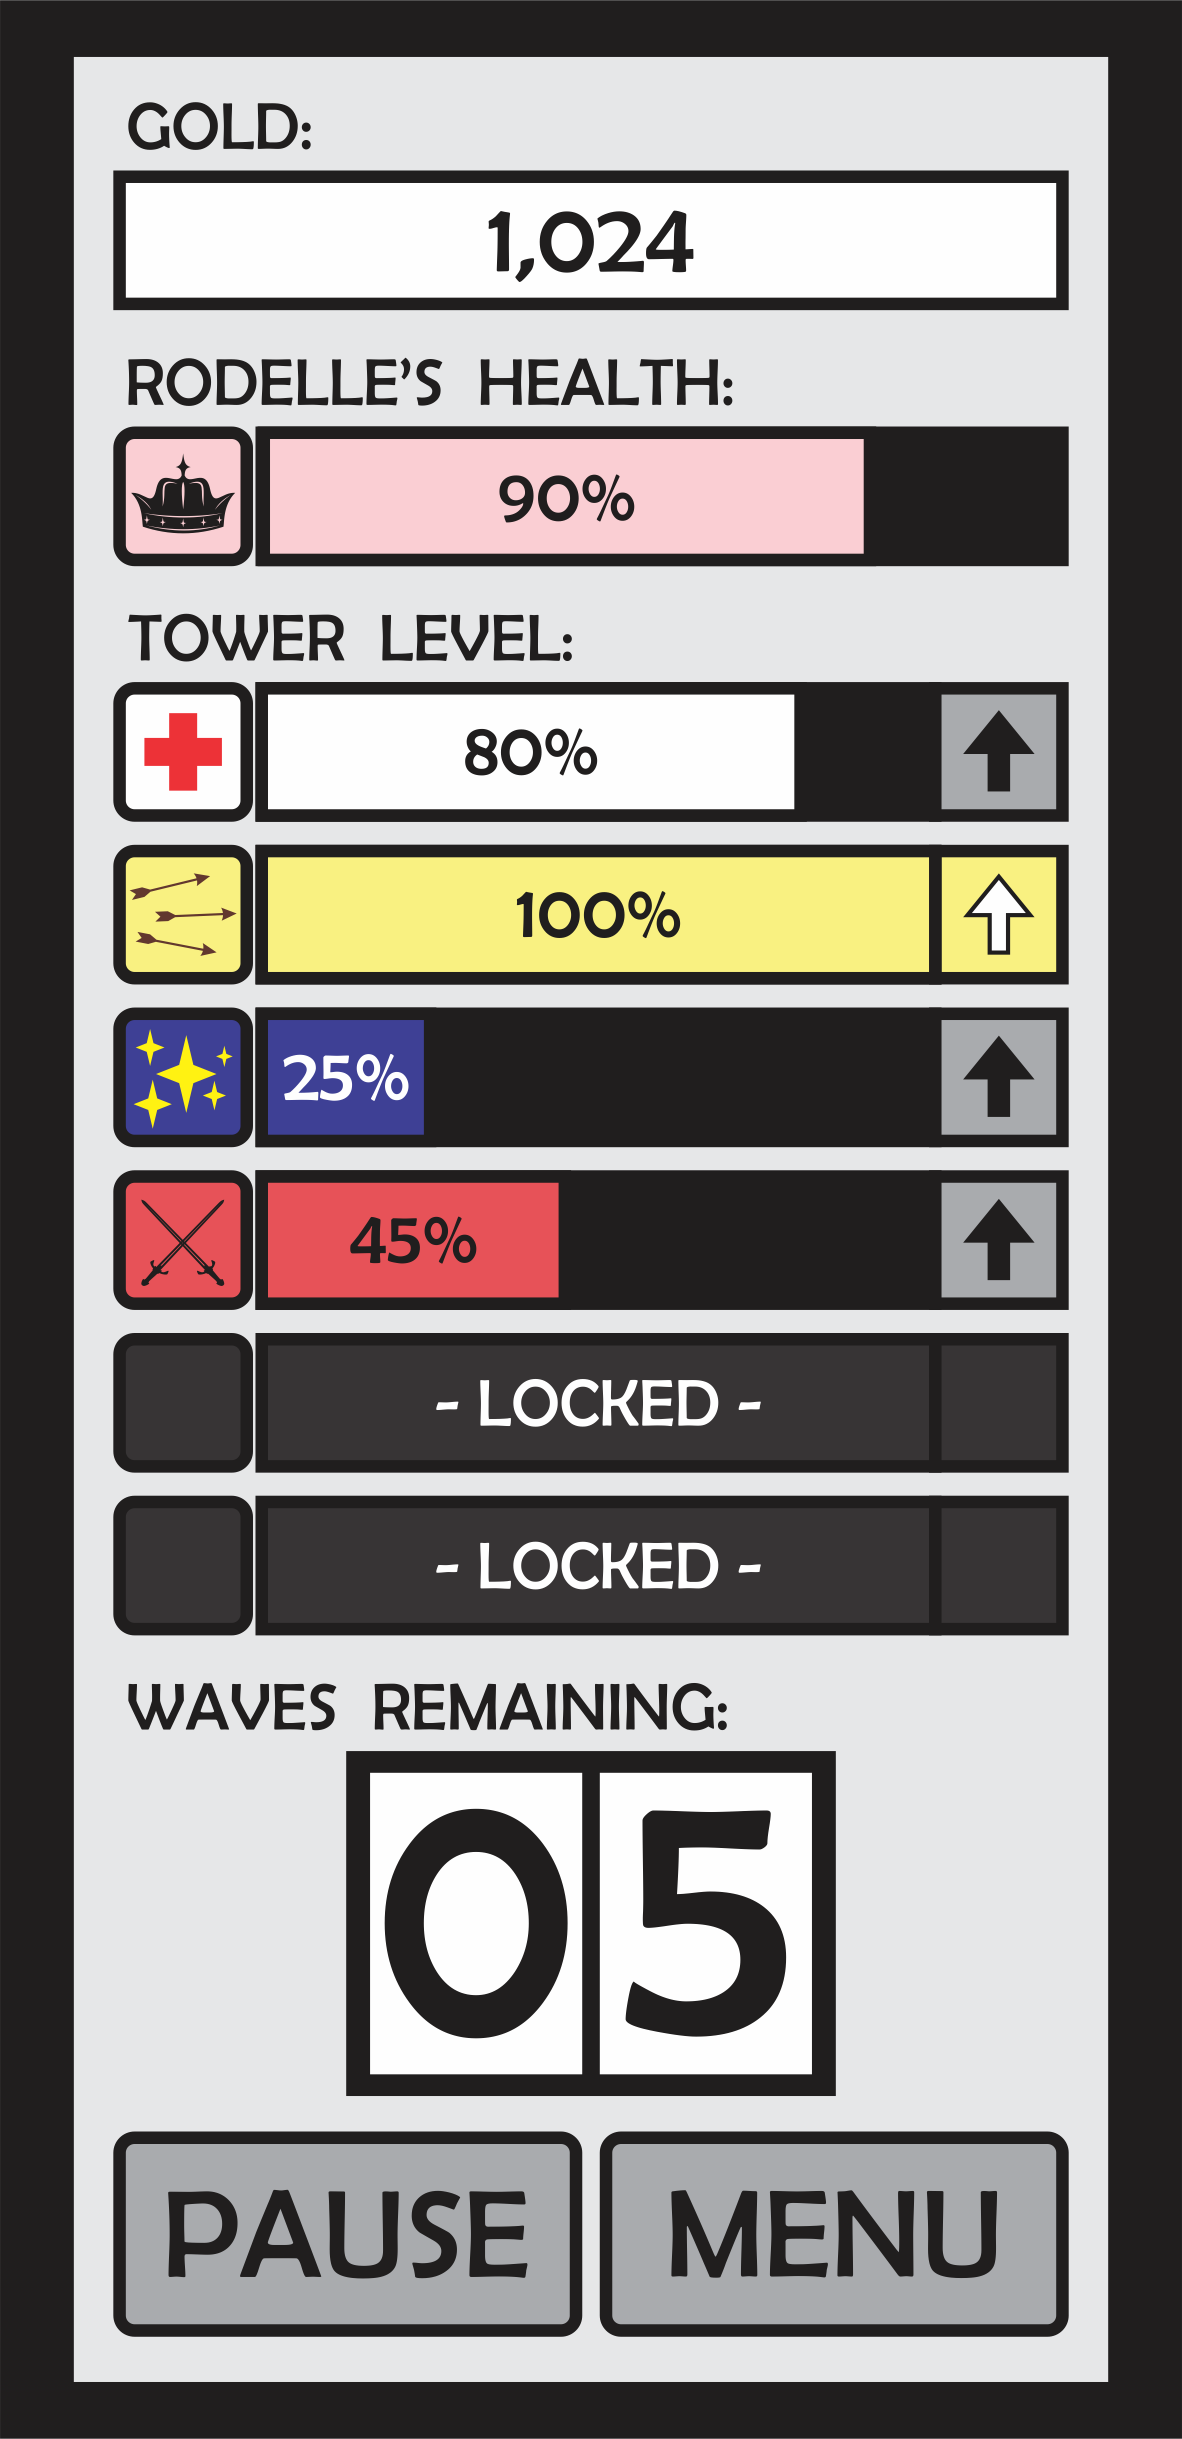 GOLD:
1,024
RODELLE’S HEALTH:
90%
TOWER LEVEL:
80%
100%
25%
45%
- LOCKED -
- LOCKED -
WAVES REMAINING:
05
PAUSE MENU